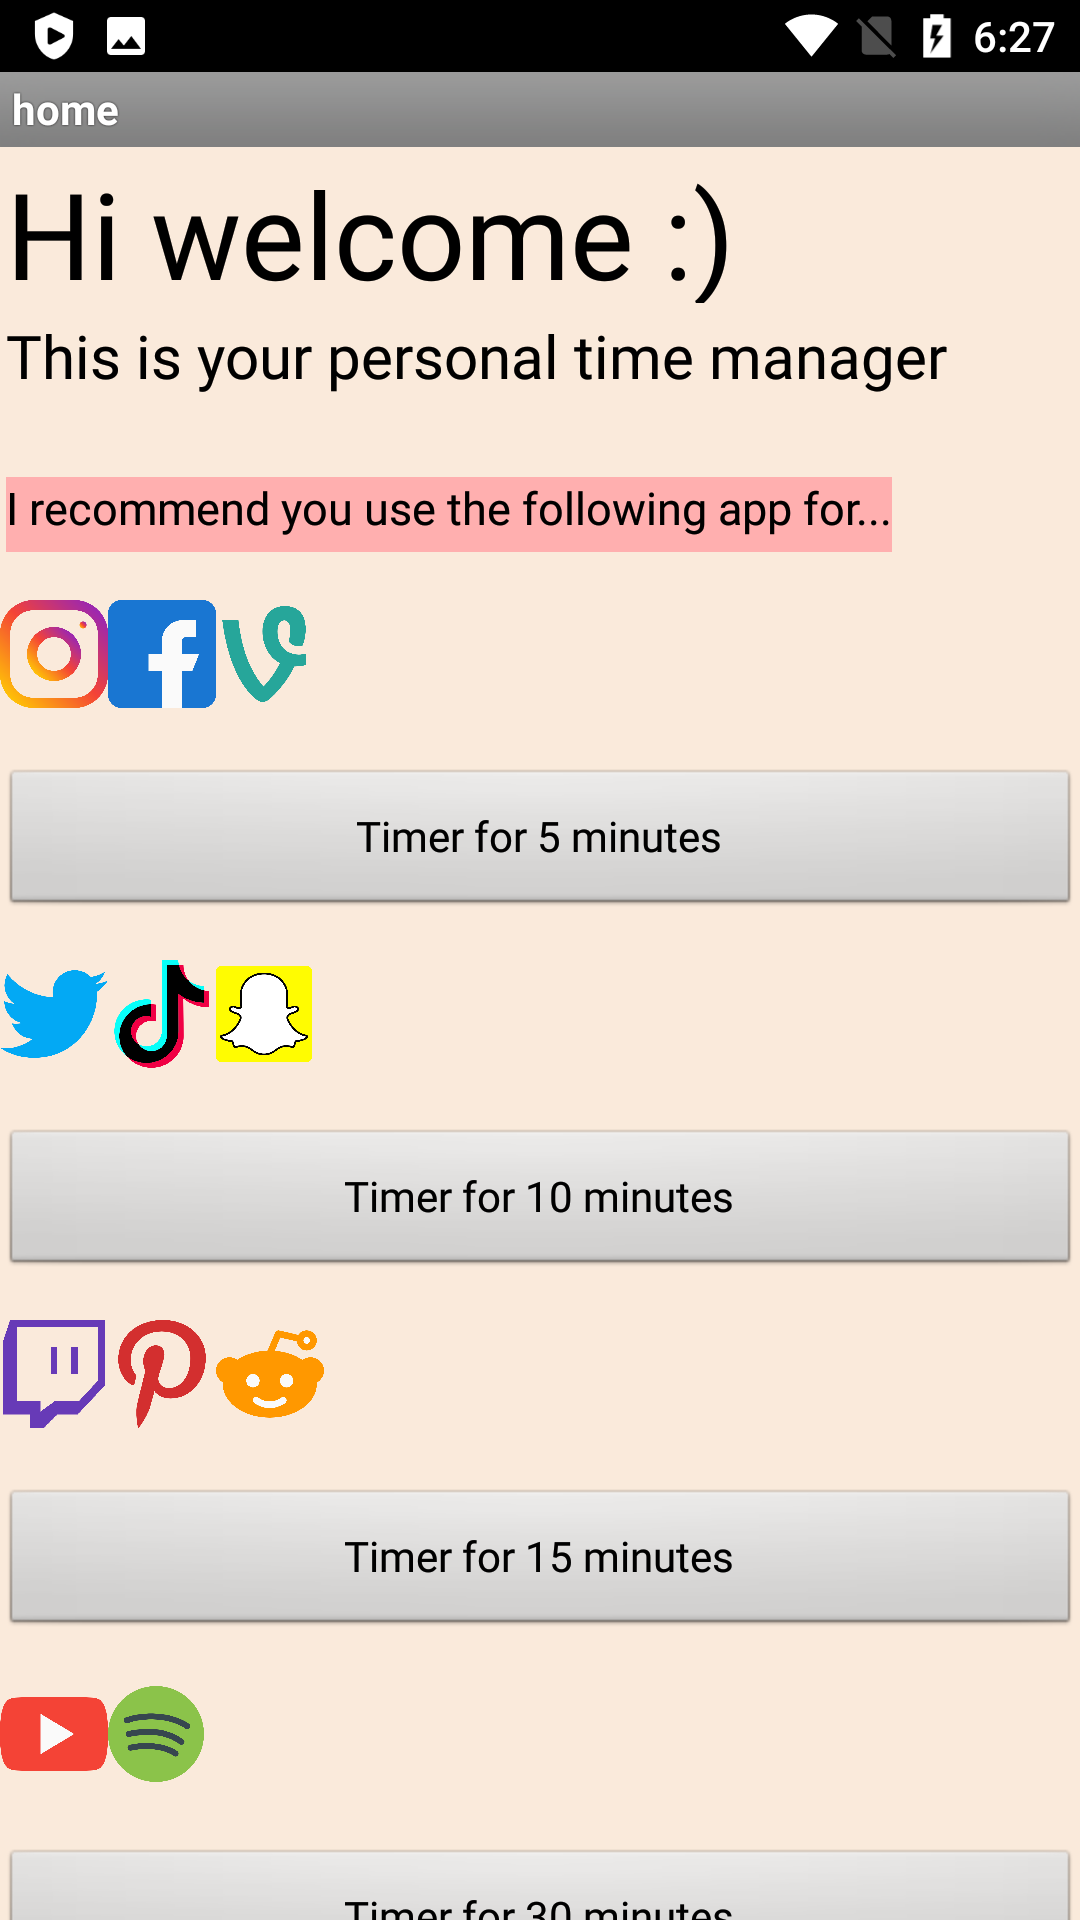 6:27
home
Hi welcome :)
This is your personal time manager
I recommend you use the following app for...
Timer for 5 minutes
Timer for 10 minutes
Timer for 15 minutes
Timer for 30 minutes